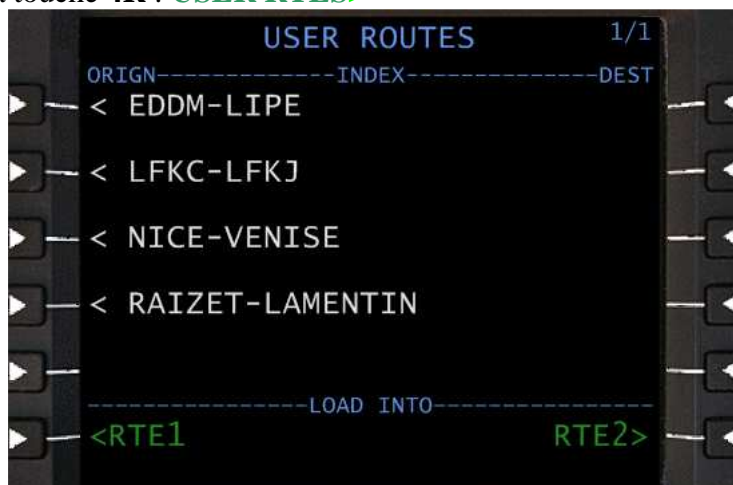 USER ROUTES 1/1
ORIGN-------------INDEX--------------DEST
< EDDM-LIPE
< LFKC-LFKJ
< NICE-VENISE
< RAIZET-LAMENTIN
----------------LOAD INTO----------------
<RTE1 RTE2>